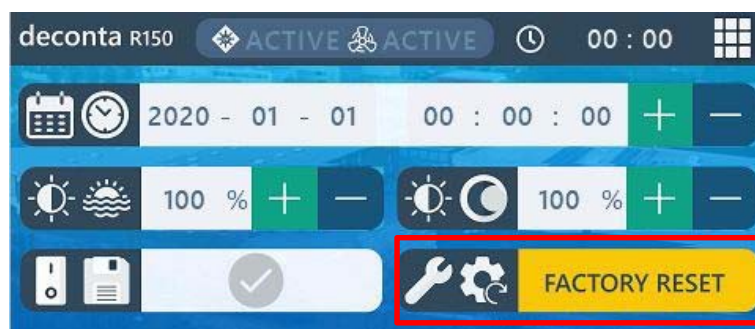 deconta R150 ACTIVE ACTIVE 00 : 00
2020 - 01 - 01 00 : 00 : 00 + −
100 % + − 100 % + −
FACTORY RESET